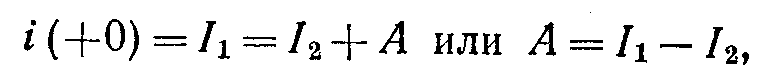 i (+0) = I₁ = I₂ + A или A = I₁ — I₂,